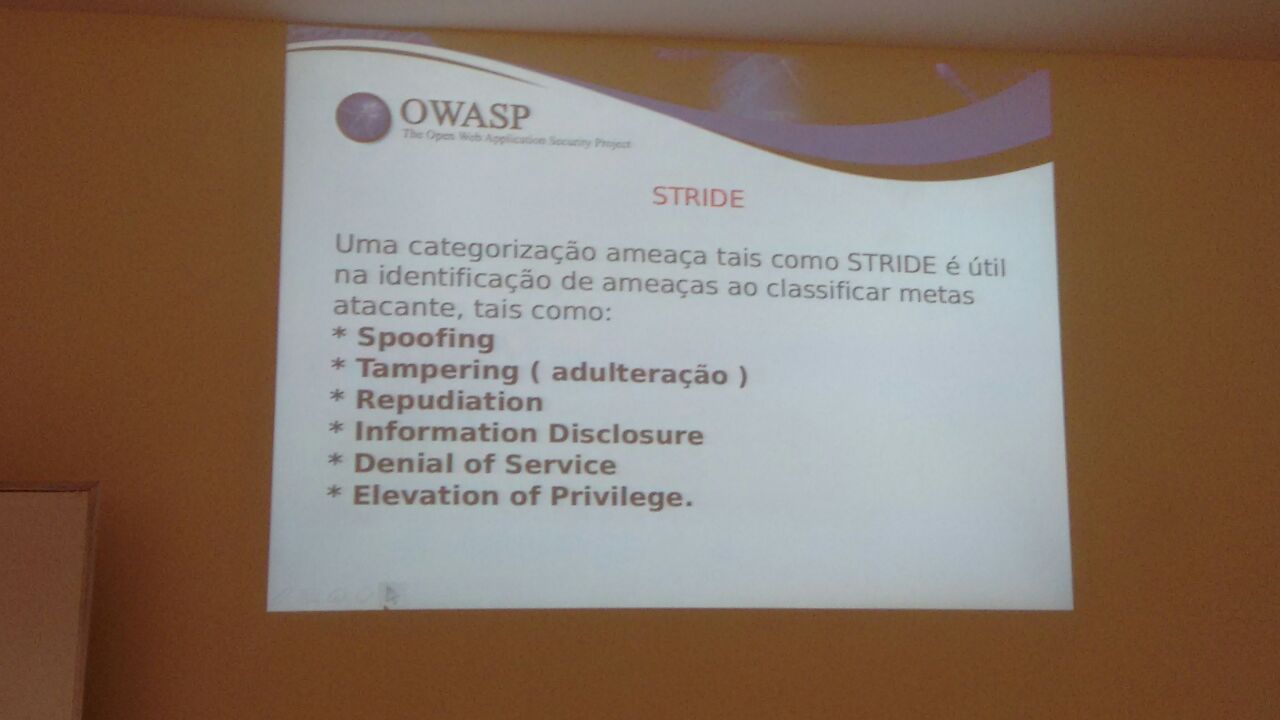 OWASP
The Open Web Application Security Project
STRIDE
Uma categorização ameaça tais como STRIDE é útil
na identificação de ameaças ao classificar metas
atacante, tais como:
* Spoofing
* Tampering ( adulteração )
* Repudiation
* Information Disclosure
* Denial of Service
* Elevation of Privilege.